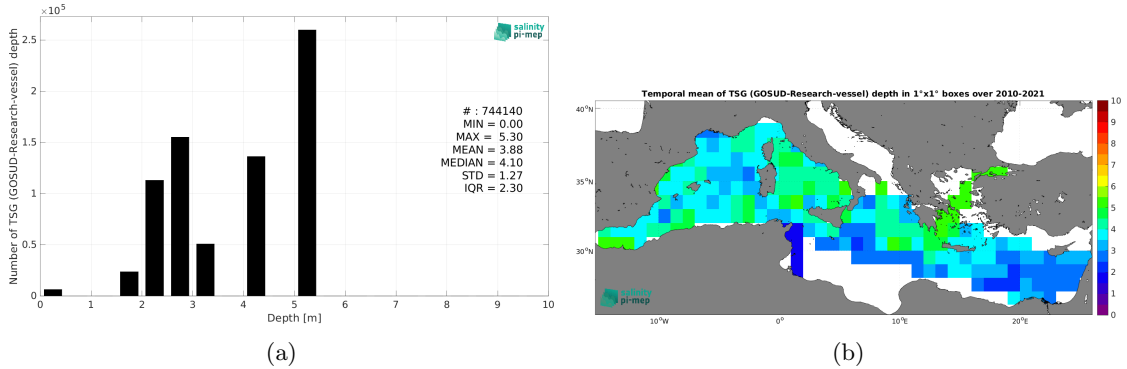 ×10⁵
2.5
2
1.5
1
0.5
0
Number of TSG (GOSUD-Research-vessel) depth
0 1 2 3 4 5 6 7 8 9 10
Depth [m]
salinity
pi-mep
# : 744140
MIN = 0.00
MAX = 5.30
MEAN = 3.88
MEDIAN = 4.10
STD = 1.27
IQR = 2.30
(a)
Temporal mean of TSG (GOSUD-Research-vessel) depth in 1°x1° boxes over 2010-2021
40°N
35°N
30°N
10°W 0° 10°E 20°E
salinity
pi-mep
10
9
8
7
6
5
4
3
2
1
0
(b)